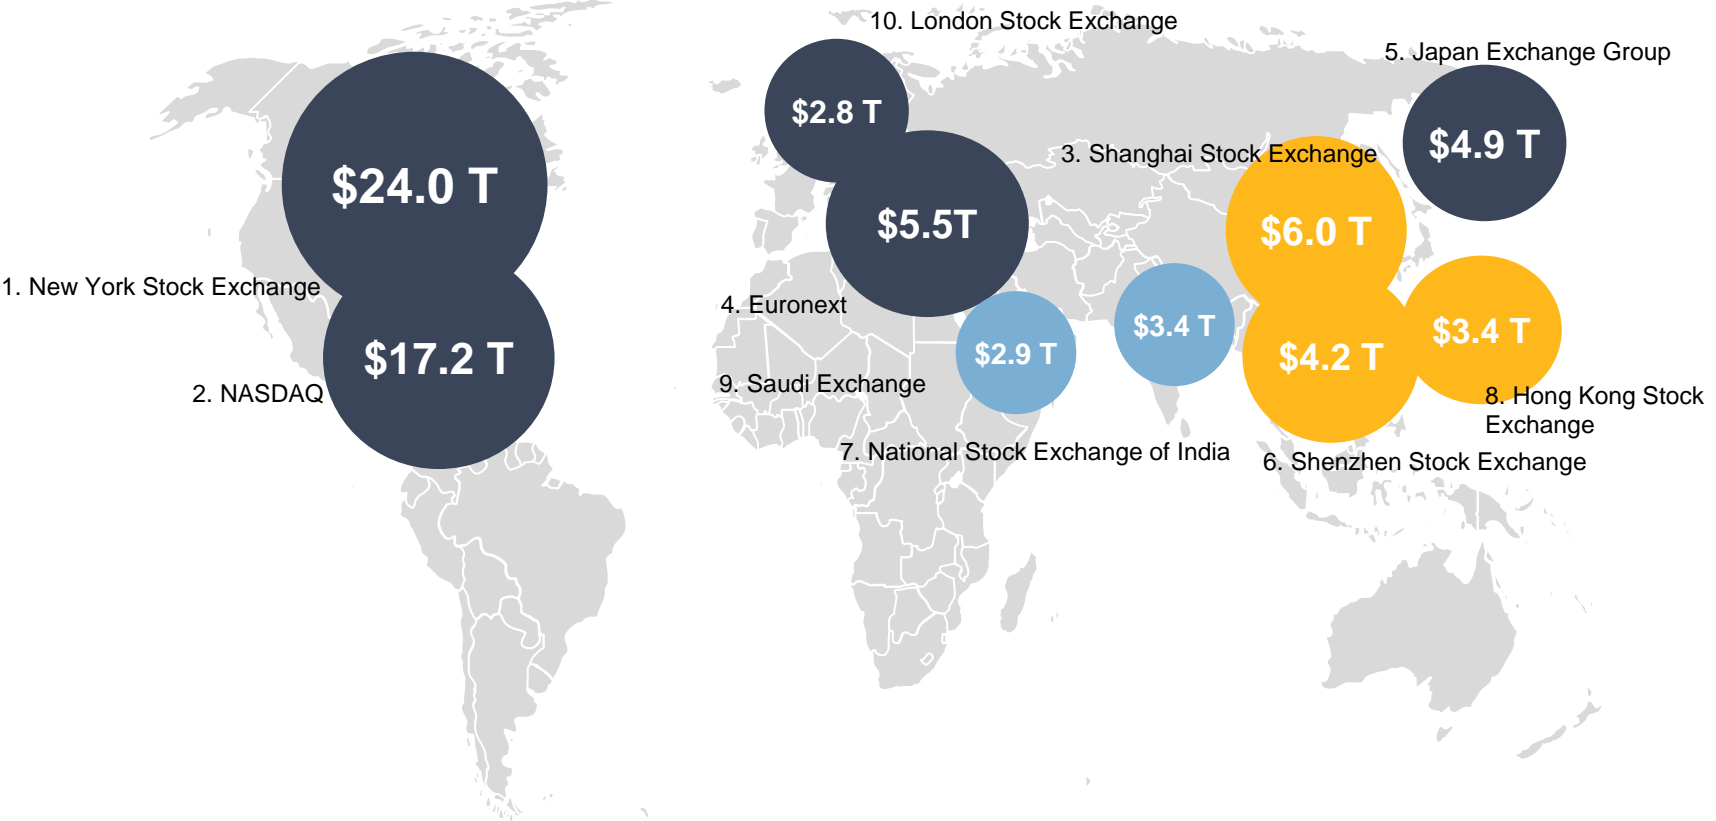 10. London Stock Exchange
5. Japan Exchange Group
$2.8 T
$4.9 T
3. Shanghai Stock Exchange
$24.0 T
$5.5T
$6.0 T
1. New York Stock Exchange
4. Euronext
$3.4 T
$3.4 T
$17.2 T
$2.9 T
$4.2 T
9. Saudi Exchange
2. NASDAQ
8. Hong Kong Stock
Exchange
7. National Stock Exchange of India
6. Shenzhen Stock Exchange